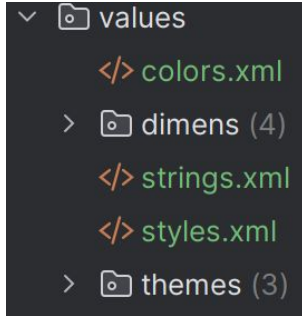 values
</> colors.xml
dimens (4)
</> strings.xml
</> styles.xml
themes (3)